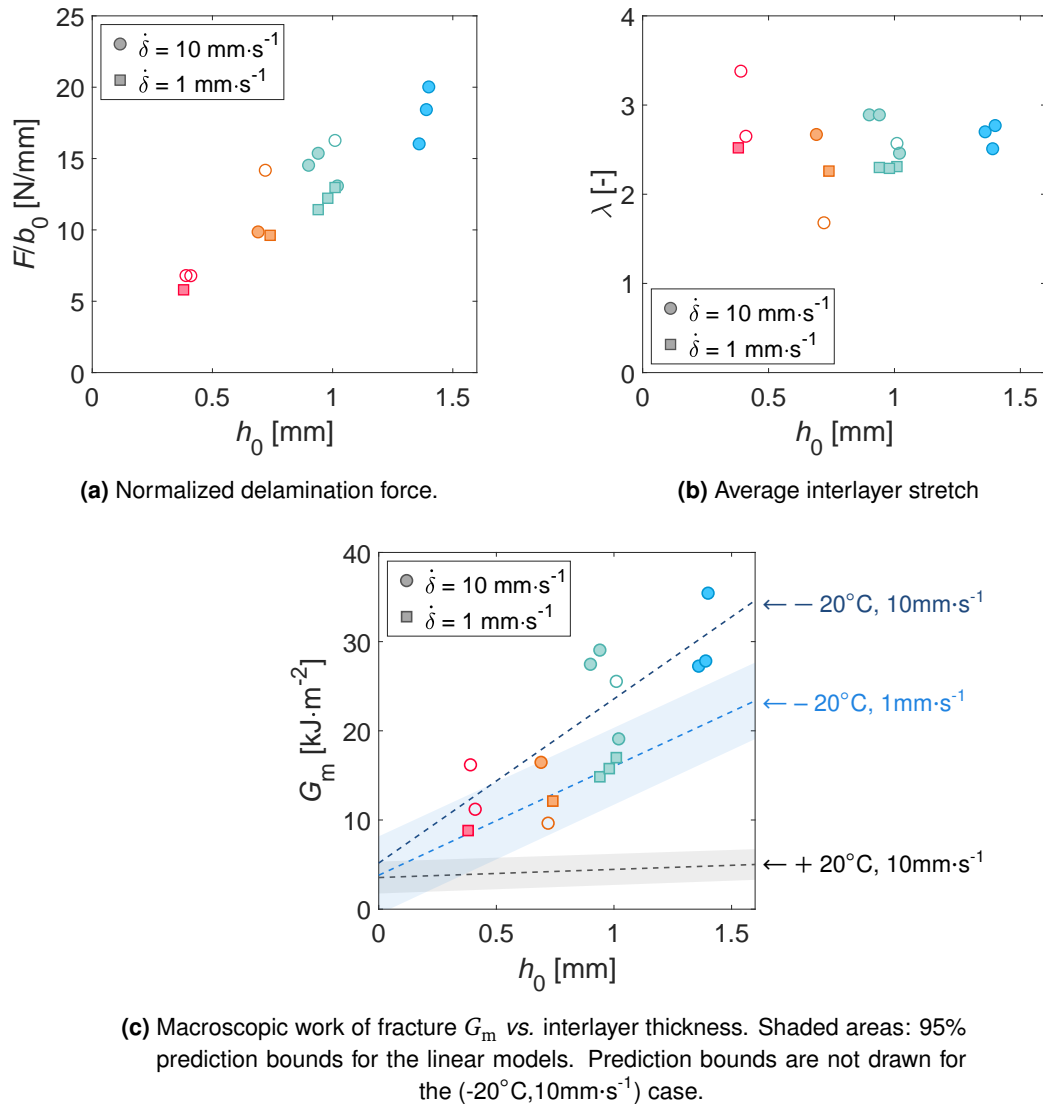 δ̇ = 10 mm·s⁻¹
δ̇ = 1 mm·s⁻¹
25
20
15
10
5
0
F/b₀ [N/mm]
0 0.5 1 1.5
h₀ [mm]
(a) Normalized delamination force.
4
3
2
1
0
λ [-]
δ̇ = 10 mm·s⁻¹
δ̇ = 1 mm·s⁻¹
0 0.5 1 1.5
h₀ [mm]
(b) Average interlayer stretch
δ̇ = 10 mm·s⁻¹
δ̇ = 1 mm·s⁻¹
40
30
20
10
0
Gₘ [kJ·m⁻²]
← − 20°C, 10mm·s⁻¹
← − 20°C, 1mm·s⁻¹
← + 20°C, 10mm·s⁻¹
0 0.5 1 1.5
h₀ [mm]
(c) Macroscopic work of fracture Gₘ vs. interlayer thickness. Shaded areas: 95%
prediction bounds for the linear models. Prediction bounds are not drawn for
the (-20°C,10mm·s⁻¹) case.